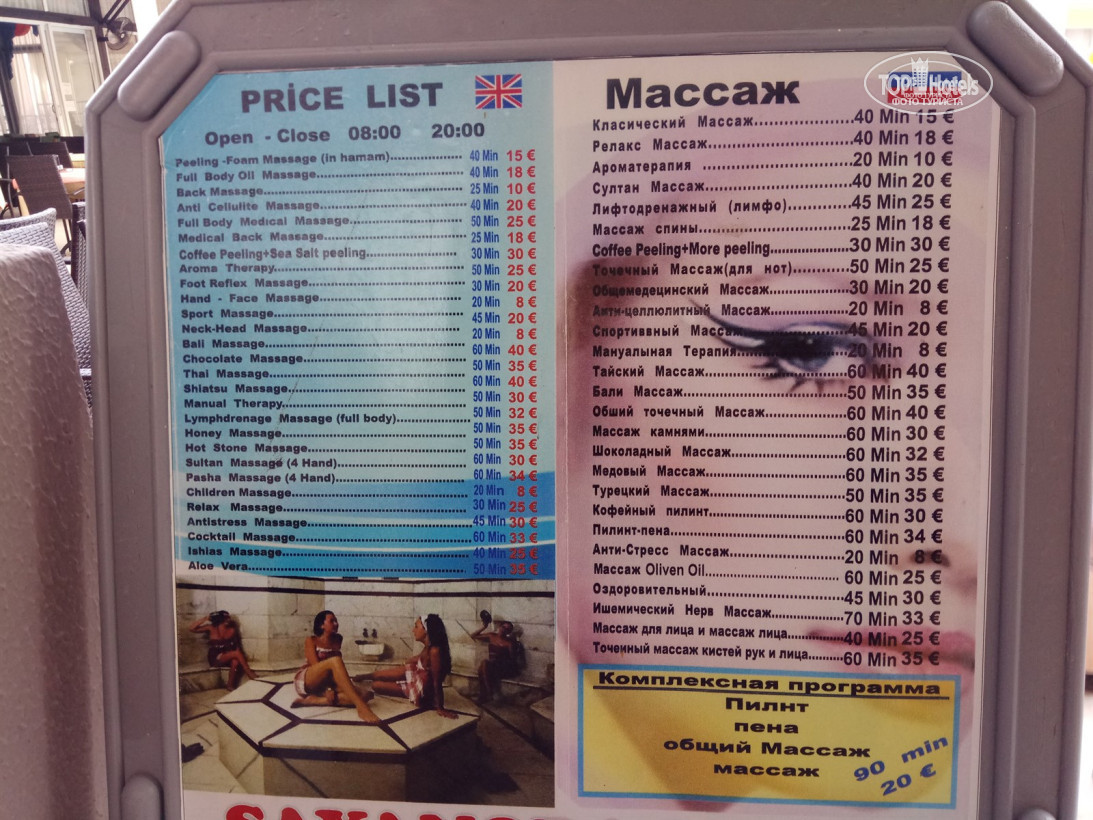 PRİCE LIST
Open - Close 08:00 20:00
Peeling -Foam Massage (in hamam) 40 Min 15 €
Full Body Oil Massage 40 Min 18 €
Back Massage 25 Min 10 €
Anti Cellulite Massage 40 Min 20 €
Full Body Medical Massage 50 Min 25 €
Medical Back Massage 25 Min 18 €
Coffee Peeling+Sea Salt peeling 30 Min 30 €
Aroma Therapy 50 Min 25 €
Foot Reflex Massage 30 Min 20 €
Hand - Face Massage 20 Min 8 €
Sport Massage 45 Min 20 €
Neck-Head Massage 20 Min 8 €
Bali Massage 60 Min 40 €
Chocolate Massage 50 Min 35 €
Thai Massage 60 Min 40 €
Shiatsu Massage 50 Min 30 €
Manual Therapy 50 Min 32 €
Lymphdrenage Massage (full body) 50 Min 35 €
Honey Massage 50 Min 35 €
Hot Stone Massage 60 Min 30 €
Sultan Massage (4 Hand) 60 Min 34 €
Pasha Massage (4 Hand) 20 Min 8 €
Children Massage 30 Min 25 €
Relax Massage 45 Min 30 €
Antistress Massage 60 Min 33 €
Cocktail Massage 40 Min 25 €
Ishias Massage 50 Min 35 €
Aloe Vera
Массаж
TOP Hotels
ФОТО ТУРИСТА
Класический Массаж 40 Min 15 €
Релакс Массаж 40 Min 18 €
Ароматерапия 20 Min 10 €
Султан Массаж 40 Min 20 €
Лифтодренажный (лимфо) 45 Min 25 €
Массаж спины 25 Min 18 €
Coffee Peeling+More peeling 30 Min 30 €
Точечный Массаж(для нот) 50 Min 25 €
Общемедецинский Массаж 30 Min 20 €
Анти-целлюлитный Массаж 20 Min 8 €
Спортиввный Массаж 45 Min 20 €
Мануальная Терапия 20 Min 8 €
Тайский Массаж 60 Min 40 €
Бали Массаж 50 Min 35 €
Обший точечный Массаж 60 Min 40 €
Массаж камнями 60 Min 30 €
Шоколадный Массаж 60 Min 32 €
Медовый Массаж 60 Min 35 €
Турецкий Массаж 50 Min 35 €
Кофейный пилинт 60 Min 30 €
Пилинт-пена 60 Min 34 €
Анти-Стресс Массаж 20 Min 8 €
Массаж Oliven Oil 60 Min 25 €
Оздоровительный 45 Min 30 €
Ишемический Нерв Массаж 70 Min 33 €
Массаж для лица и массаж лица 40 Min 25 €
Точеиный массаж кистей рук и лица 60 Min 35 €
Комплексная программа
Пилнт
пена
общий Массаж
массаж
90 min
20 €